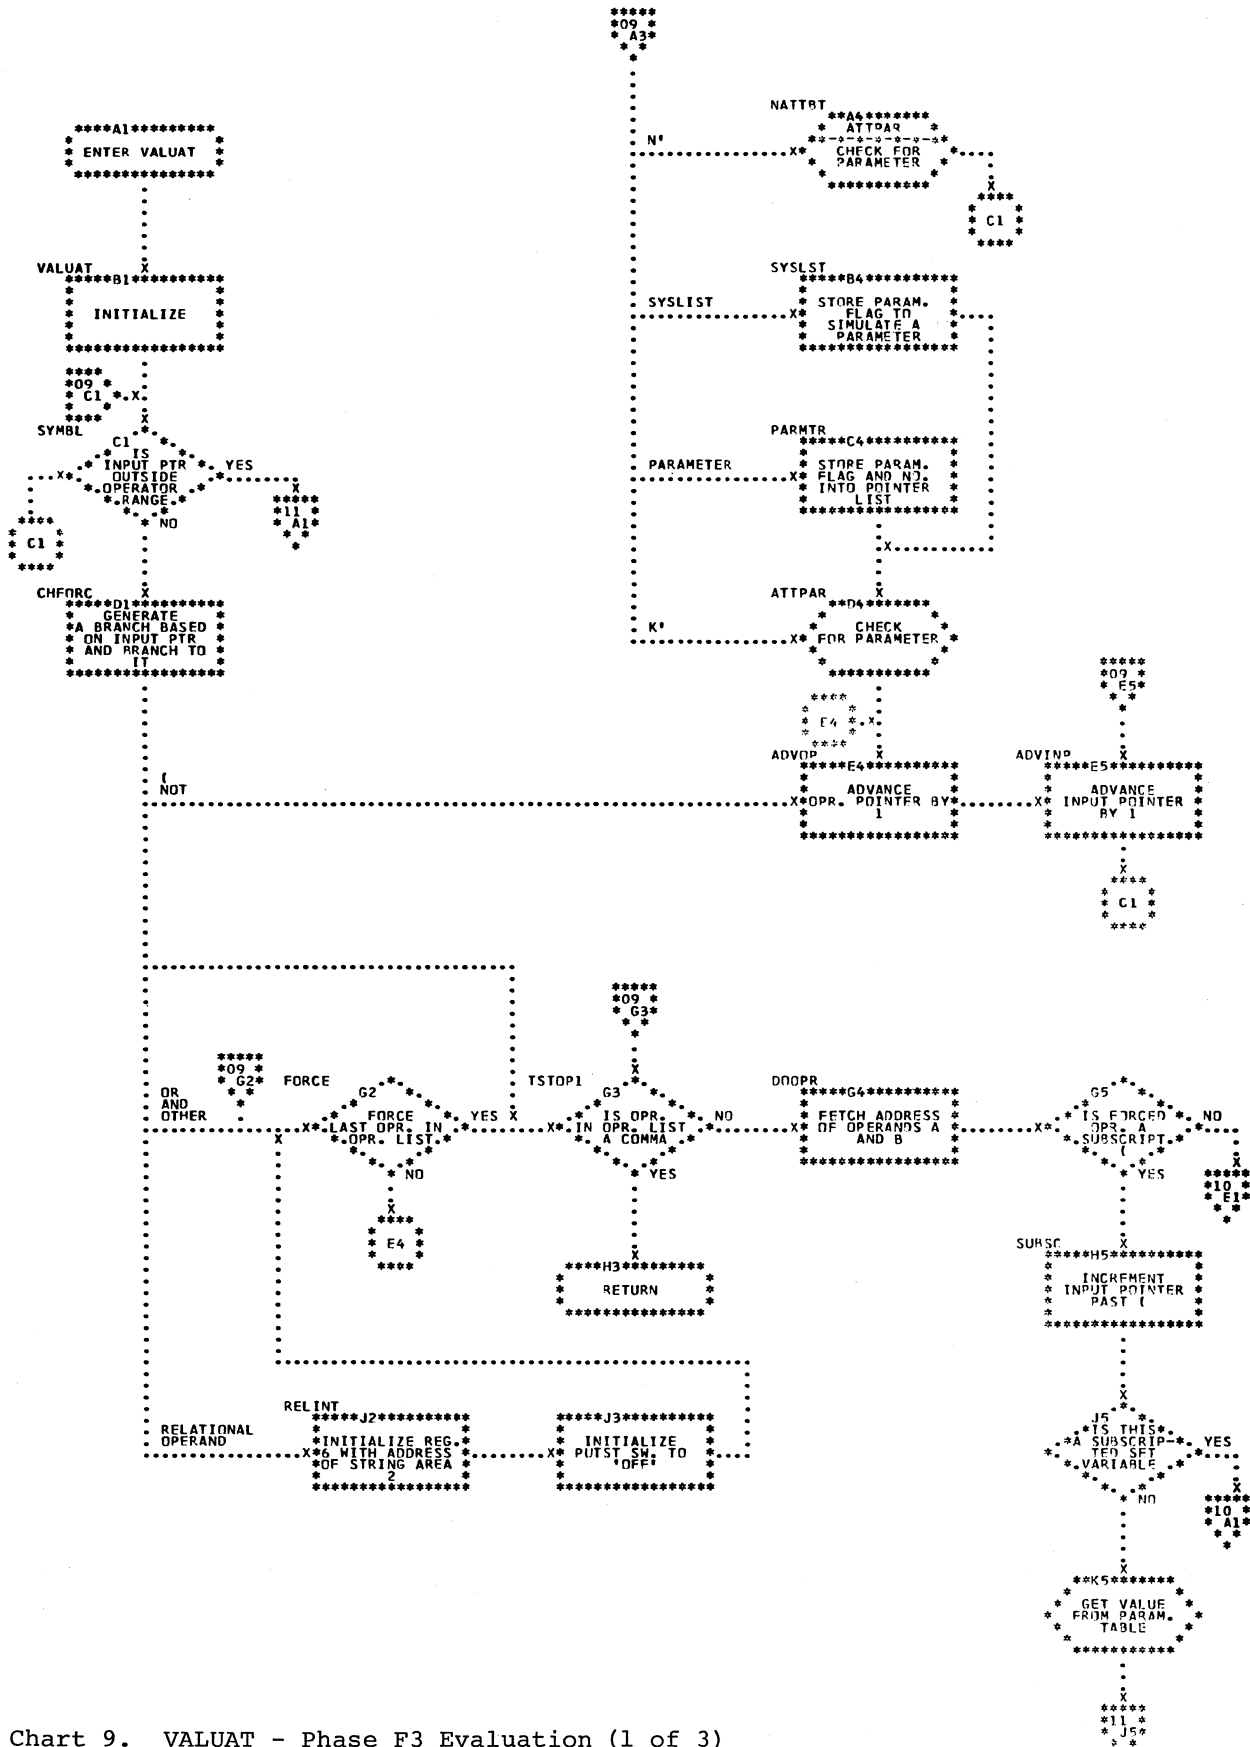 09
A3
A1
ENTER VALUAT
VALUAT
B1
INITIALIZE
09
C1
SYMBL
C1
IS
INPUT PTR
OUTSIDE
OPERATOR
RANGE
YES
NO
C1
11
A1
CHFORC
D1
GENERATE
A BRANCH BASED
ON INPUT PTR
AND BRANCH TO
IT
N'
NATTBT
A4
ATTPAR
CHECK FOR
PARAMETER
C1
SYSLIST
SYSLST
B4
STORE PARAM.
FLAG TO
SIMULATE A
PARAMETER
PARAMETER
PARMTR
C4
STORE PARAM.
FLAG AND NO.
INTO POINTER
LIST
K'
ATTPAR
D4
CHECK
FOR PARAMETER
E4
09
E5
(
NOT
ADVOP
E4
ADVANCE
OPR. POINTER BY
1
ADVINP
E5
ADVANCE
INPUT POINTER
BY 1
C1
09
G2
09
G3
OR
AND
OTHER
FORCE
G2
FORCE
LAST OPR. IN
OPR. LIST
YES
NO
E4
TSTOP1
G3
IS OPR.
IN OPR. LIST
A COMMA
NO
YES
H3
RETURN
DOOPR
G4
FETCH ADDRESS
OF OPERANDS A
AND B
G5
IS FORCED
OPR. A
SUBSCRIPT
(
NO
YES
10
E1
SUBSC
H5
INCREMENT
INPUT POINTER
PAST (
RELATIONAL
OPERAND
RELINT
J2
INITIALIZE REG.
6 WITH ADDRESS
OF STRING AREA
2
J3
INITIALIZE
PUTST SW. TO
'OFF'
J5
IS THIS
A SUBSCRIP-
TED SET
VARIABLE
YES
NO
10
A1
K5
GET VALUE
FROM PARAM.
TABLE
11
J5
Chart 9. VALUAT - Phase F3 Evaluation (1 of 3)